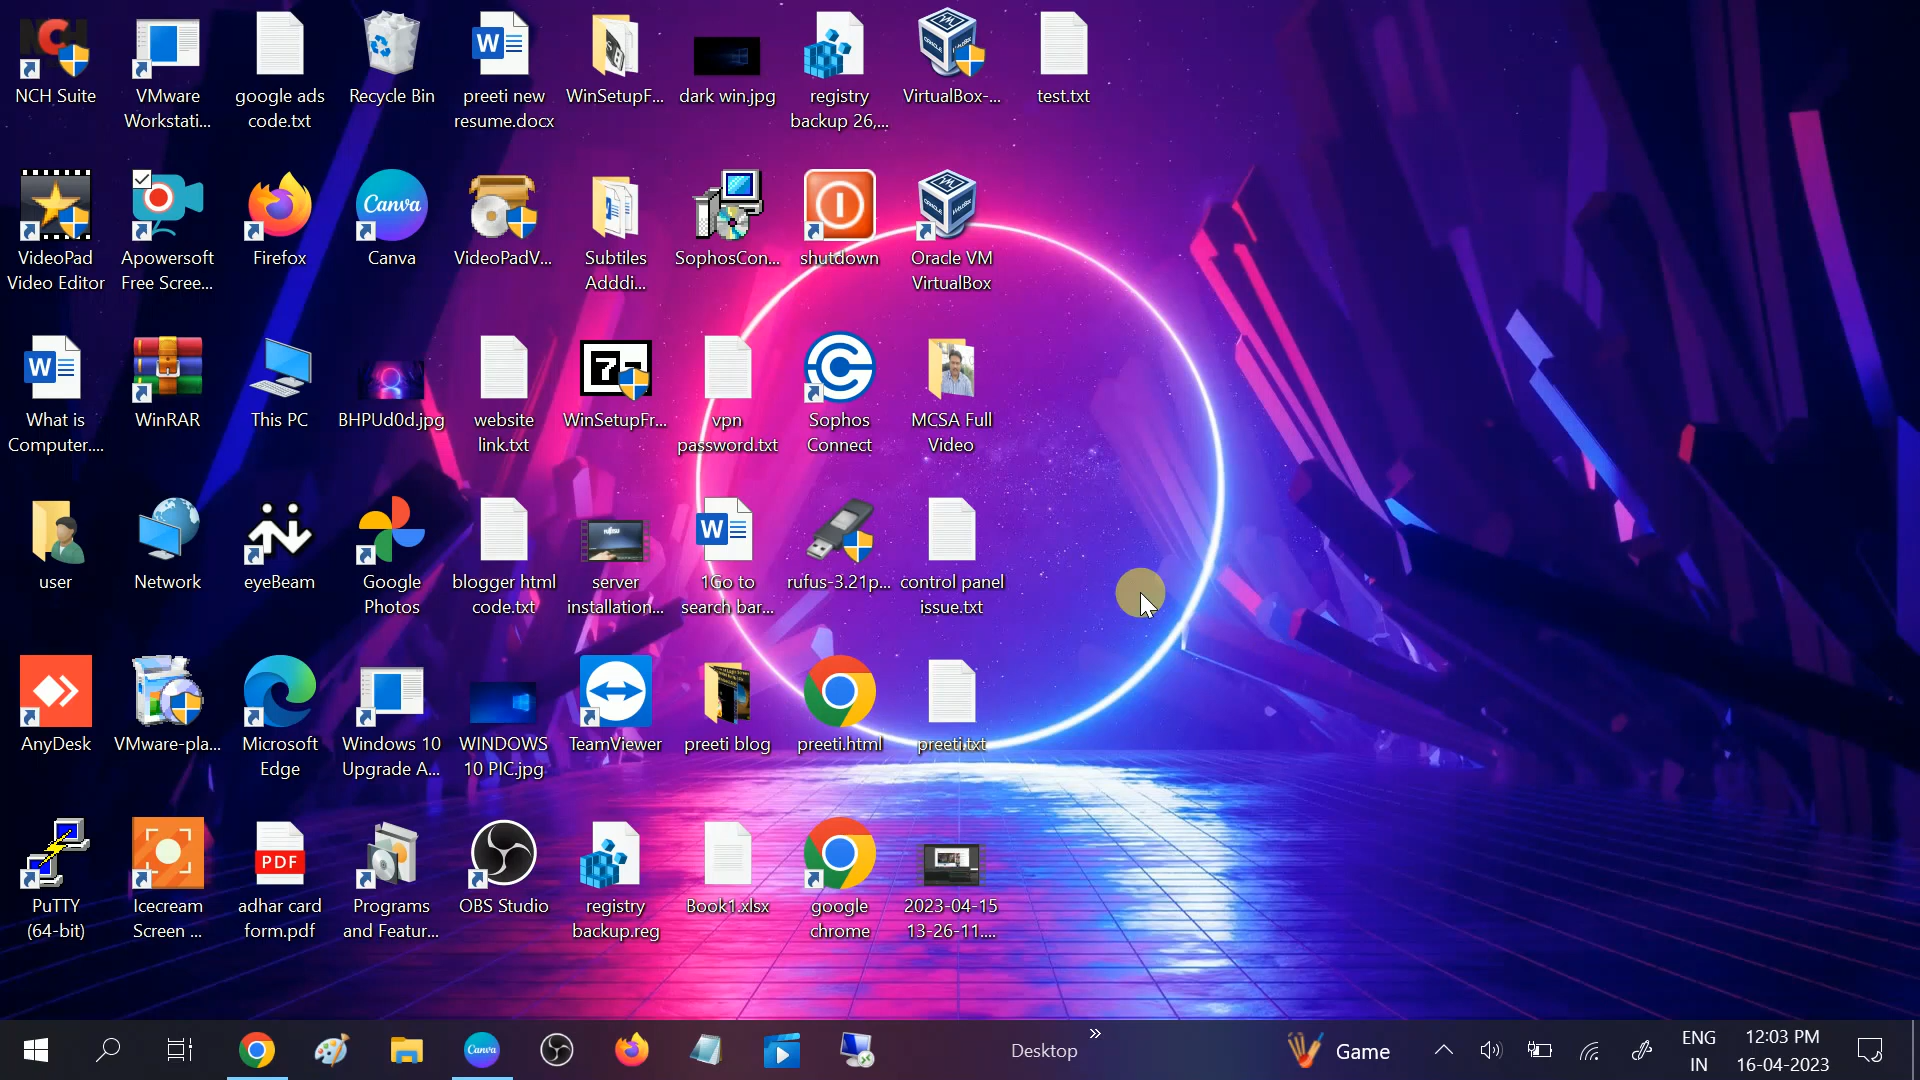 NCH Suite
VMware
Workstati...
google ads
code.txt
Recycle Bin
preeti new
resume.docx
WinSetupF...
dark win.jpg
registry
backup 26,...
VirtualBox-...
test.txt
VideoPad
Video Editor
Apowersoft
Free Scree...
Firefox
Canva
Canva
VideoPadV...
Subtiles
Adddi...
SophosCon...
shutdown
Oracle VM
VirtualBox
What is
Computer....
WinRAR
This PC
BHPUd0d.jpg
website
link.txt
WinSetupFr...
vpn
password.txt
Sophos
Connect
MCSA Full
Video
user
Network
eyeBeam
Google
Photos
blogger html
code.txt
server
installation...
1Go to
search bar...
rufus-3.21p...
control panel
issue.txt
AnyDesk
VMware-pla...
Microsoft
Edge
Windows 10
Upgrade A...
WINDOWS
10 PIC.jpg
TeamViewer
preeti blog
preeti.html
preeti.txt
PuTTY
(64-bit)
Icecream
Screen ...
PDF
adhar card
form.pdf
Programs
and Featur...
OBS Studio
registry
backup.reg
Book1.xlsx
google
chrome
2023-04-15
13-26-11....
Canva
Desktop
Game
ENG
IN
12:03 PM
16-04-2023